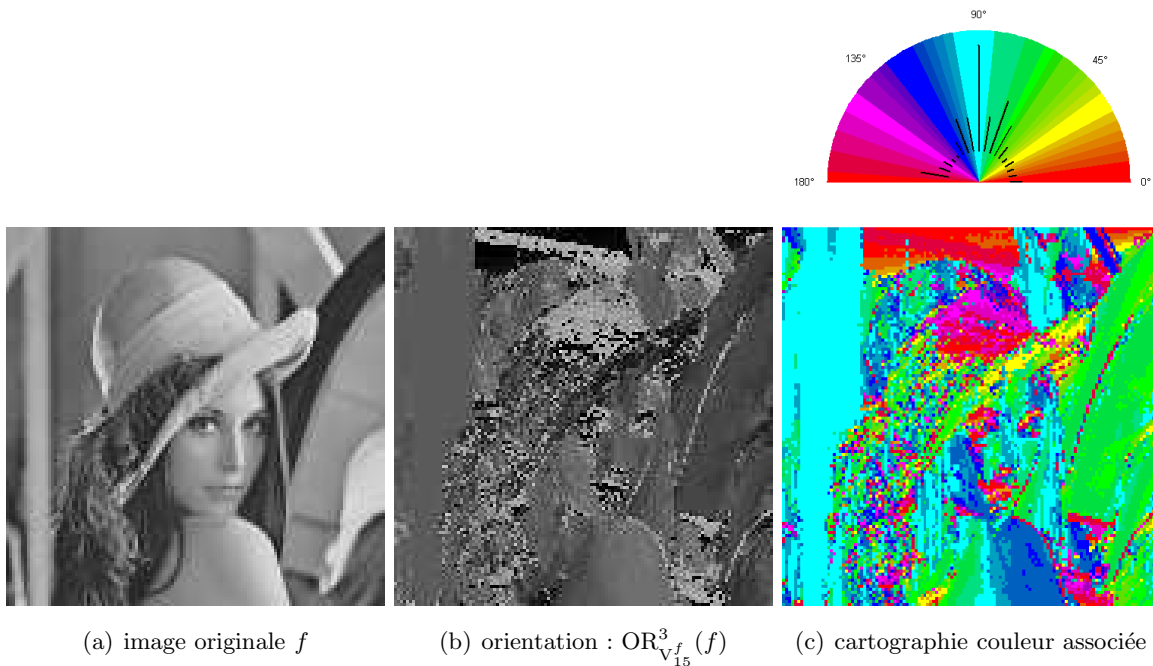 90°
135°
45°
180°
0°
(a) image originale f
(b) orientation : OR³_{V^f_{15}}(f)
(c) cartographie couleur associée